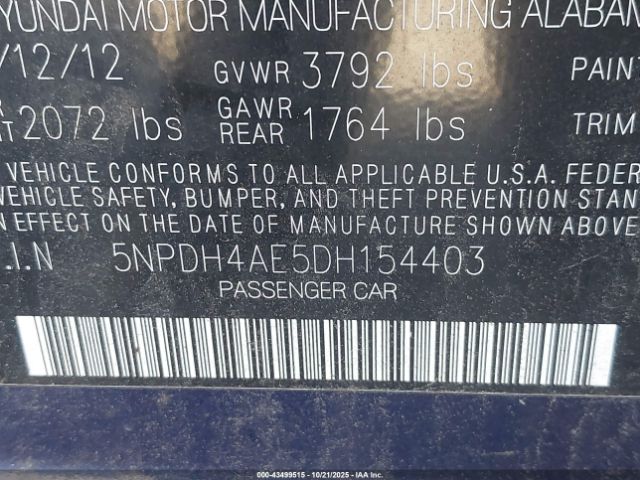 YUNDAI MOTOR MANUFACTURING ALABAM
/12/12 GVWR 3792 lbs PAINT
2072 lbs GAWR REAR 1764 lbs TRIM
VEHICLE CONFORMS TO ALL APPLICABLE U.S.A. FEDER
VEHICLE SAFETY, BUMPER, AND THEFT PREVENTION STAN
N EFFECT ON THE DATE OF MANUFACTURE SHOWN ABOVE
.I.N 5NPDH4AE5DH154403
PASSENGER CAR
© 43499515 - 10/21/2025 - IAA, Inc.